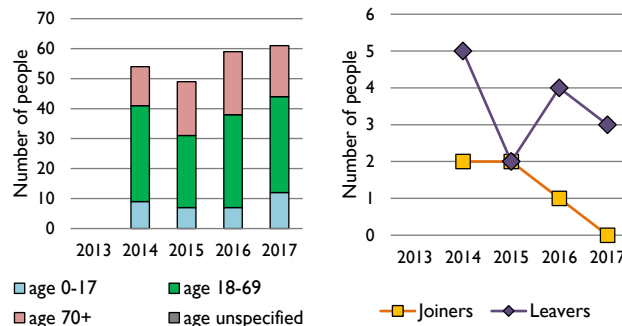 Number of people
70
60
50
40
30
20
10
0
2013 2014 2015 2016 2017
age 0-17 age 18-69
age 70+ age unspecified
Number of people
6
5
4
3
2
1
0
2013 2014 2015 2016 2017
Joiners Leavers